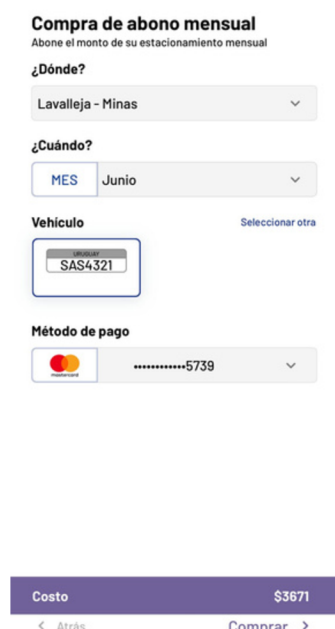 Compra de abono mensual
Abone el monto de su estacionamiento mensual
¿Dónde?
Lavalleja - Minas
¿Cuándo?
MES Junio
Vehículo Seleccionar otra
URUGUAY
SAS4321
Método de pago
mastercard ••••••••••••5739
Costo $3671
Atrás Comprar